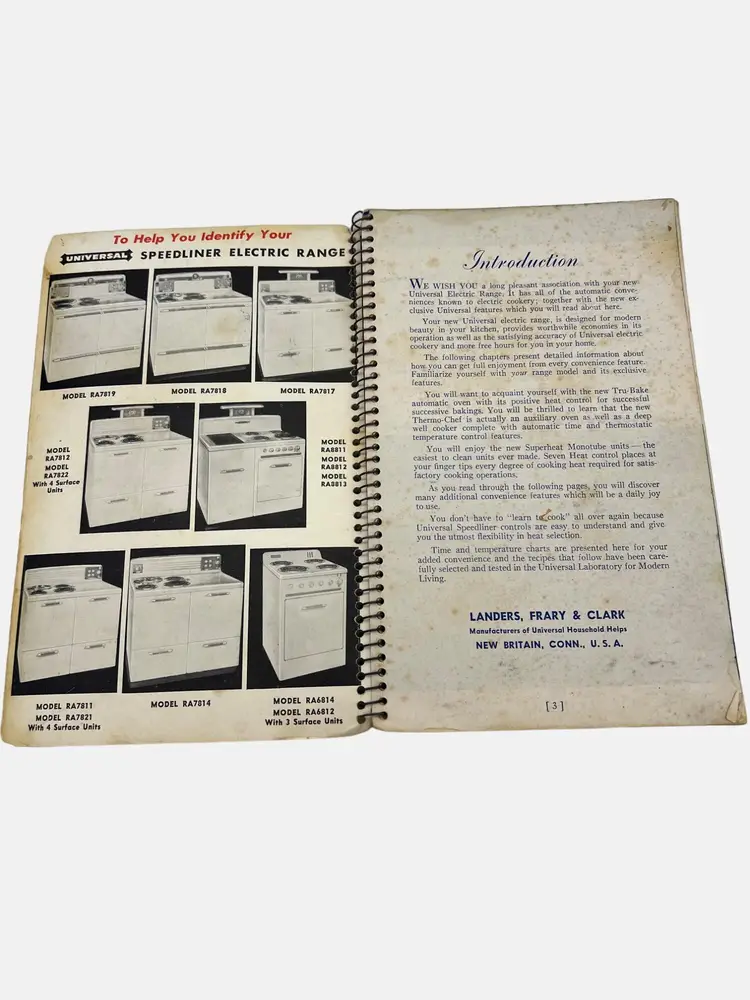 To Help You Identify Your
UNIVERSAL SPEEDLINER ELECTRIC RANGE
MODEL RA7819
MODEL RA7818
MODEL RA7817
MODEL
RA7812
MODEL
RA7822
With 4 Surface
Units
MODEL
RA8811
MODEL
RA8812
MODEL
RA8813
MODEL RA7811
MODEL RA7821
With 4 Surface Units
MODEL RA7814
MODEL RA6814
MODEL RA6812
With 3 Surface Units
Introduction
WE WISH YOU a long pleasant association with your new
Universal Electric Range. It has all of the automatic conve-
niences known to electric cookery; together with the new ex-
clusive Universal features which you will read about here.
Your new Universal electric range, is designed for modern
beauty in your kitchen, provides worthwhile economies in its
operation as well as the satisfying accuracy of Universal electric
cookery and more free hours for you in your home.
The following chapters present detailed information about
how you can get full enjoyment from every convenience feature.
Familiarize yourself with your range model and its exclusive
features.
You will want to acquaint yourself with the new Tru-Bake
automatic oven with its positive heat control for successful
successive bakings. You will be thrilled to learn that the new
Thermo-Chef is actually an auxiliary oven as well as a deep
well cooker complete with automatic time and thermostatic
temperature control features.
You will enjoy the new Superheat Monotube units — the
easiest to clean units ever made. Seven Heat control places at
your finger tips every degree of cooking heat required for satis-
factory cooking operations.
As you read through the following pages, you will discover
many additional convenience features which will be a daily joy
to use.
You don't have to "learn to cook" all over again because
Universal Speedliner controls are easy to understand and give
you the utmost flexibility in heat selection.
Time and temperature charts are presented here for your
added convenience and the recipes that follow have been care-
fully selected and tested in the Universal Laboratory for Modern
Living.
LANDERS, FRARY & CLARK
Manufacturers of Universal Household Helps
NEW BRITAIN, CONN., U. S. A.
[ 3 ]